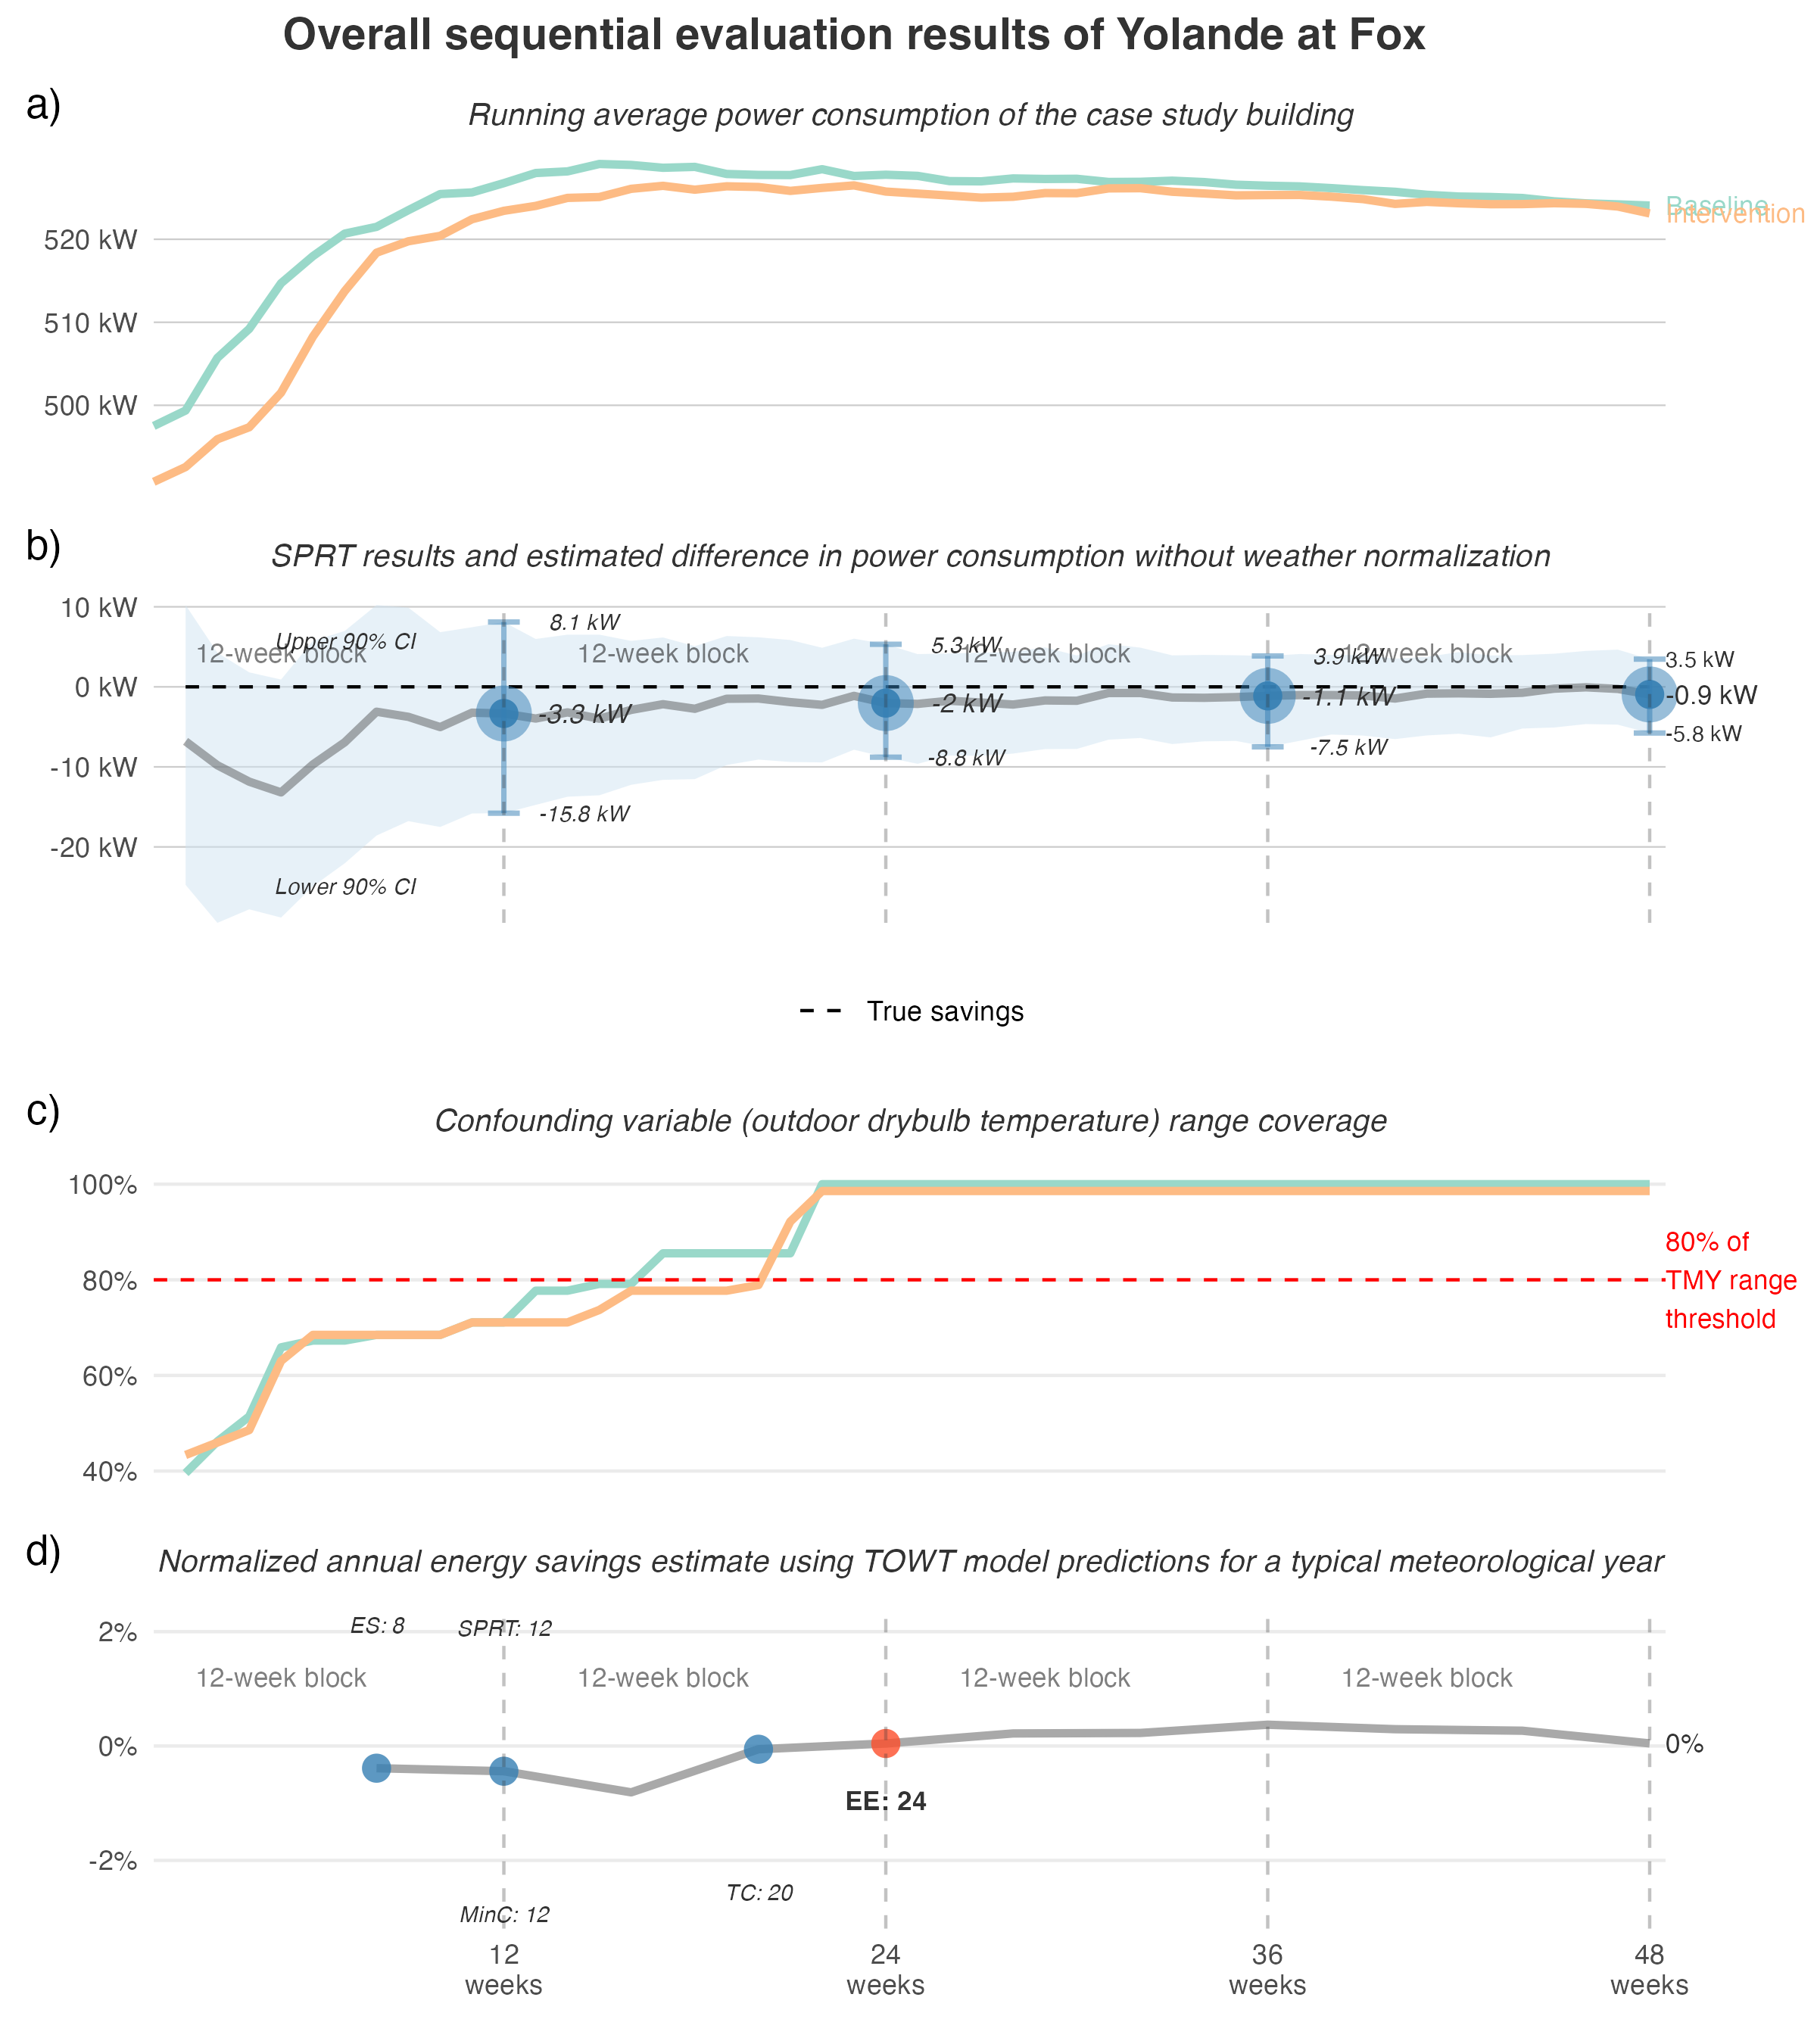 Overall sequential evaluation results of Yolande at Fox
a)
Running average power consumption of the case study building
520 kW
510 kW
500 kW
Baseline
Intervention
b)
SPRT results and estimated difference in power consumption without weather normalization
10 kW
0 kW
-10 kW
-20 kW
Upper 90% CI
Lower 90% CI
12-week block
12-week block
12-week block
12-week block
8.1 kW
-3.3 kW
-15.8 kW
5.3 kW
-2 kW
-8.8 kW
3.9 kW
-1.1 kW
-7.5 kW
3.5 kW
-0.9 kW
-5.8 kW
True savings
c)
Confounding variable (outdoor drybulb temperature) range coverage
100%
80%
60%
40%
80% of
TMY range
threshold
d)
Normalized annual energy savings estimate using TOWT model predictions for a typical meteorological year
2%
0%
-2%
ES: 8
SPRT: 12
12-week block
12-week block
12-week block
12-week block
0%
EE: 24
TC: 20
MinC: 12
12
weeks
24
weeks
36
weeks
48
weeks